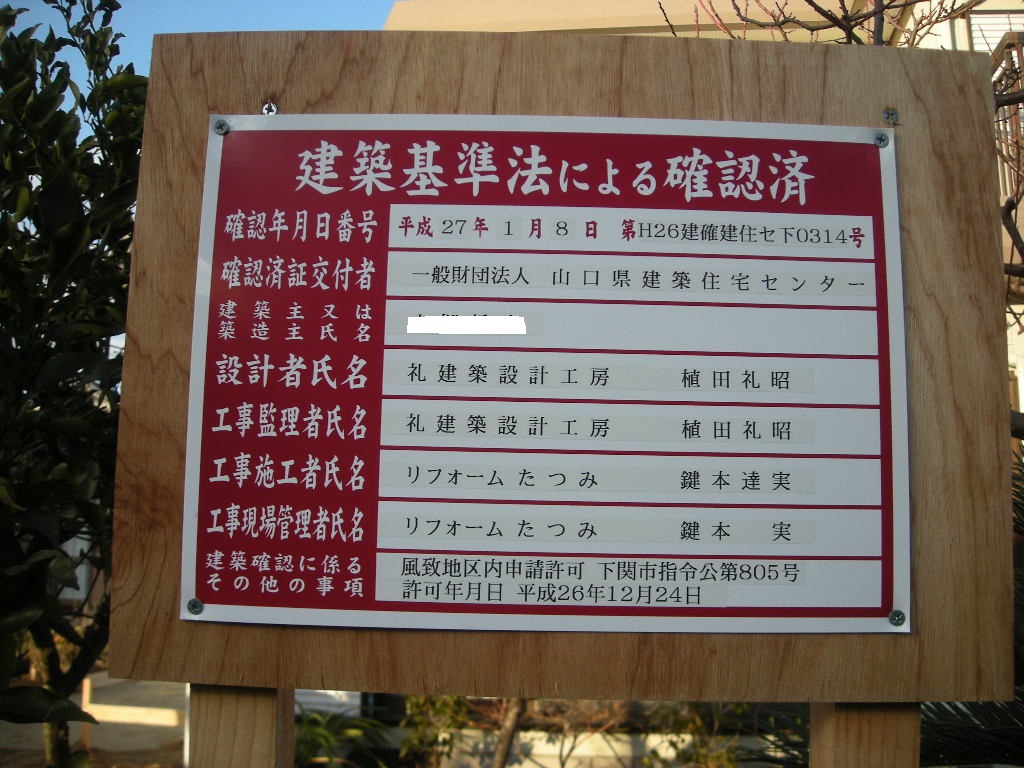 建築基準法による確認済
確認年月日番号 平成27年1月8日 第H26建確建住セ下0314号
確認済証交付者 一般財団法人 山口県建築住宅センター
建築主又は
築造主氏名
設計者氏名 礼建築設計工房 植田礼昭
工事監理者氏名 礼建築設計工房 植田礼昭
工事施工者氏名 リフォームたつみ 鍵本達実
工事現場管理者氏名 リフォームたつみ 鍵本 実
建築確認に係る
その他の事項
風致地区内申請許可 下関市指令公第805号
許可年月日 平成26年12月24日